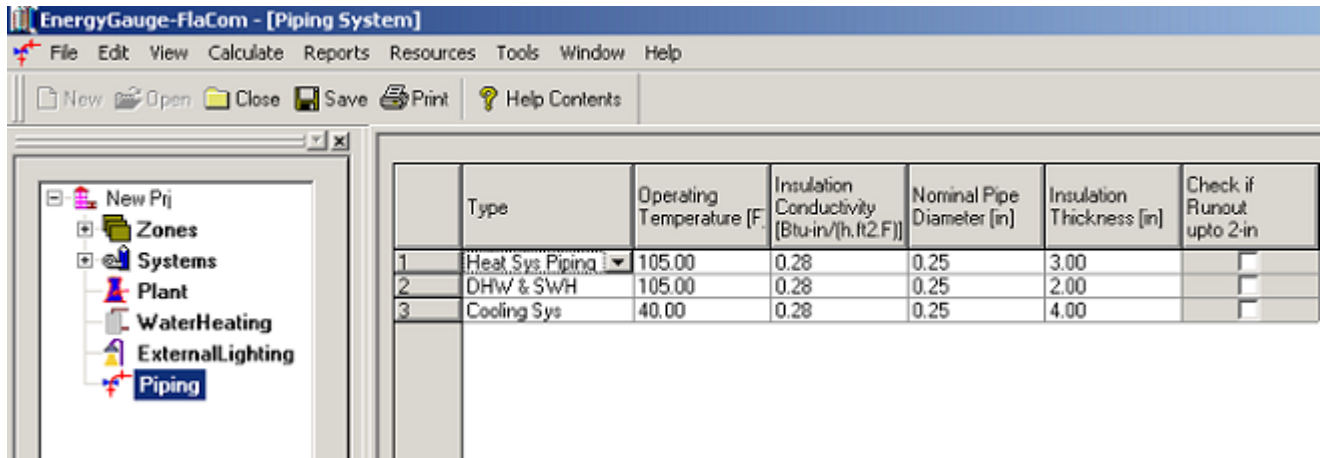 EnergyGauge-FlaCom - [Piping System]
File Edit View Calculate Reports Resources Tools Window Help
New Open Close Save Print Help Contents
New Prj
Zones
Systems
Plant
WaterHeating
ExternalLighting
Piping
Type Operating Temperature [F] Insulation Conductivity [Btu-in/(h.ft2.F)] Nominal Pipe Diameter [in] Insulation Thickness [in] Check if Runout upto 2-in
1 Heat Sys Piping 105.00 0.28 0.25 3.00
2 DHW & SWH 105.00 0.28 0.25 2.00
3 Cooling Sys 40.00 0.28 0.25 4.00